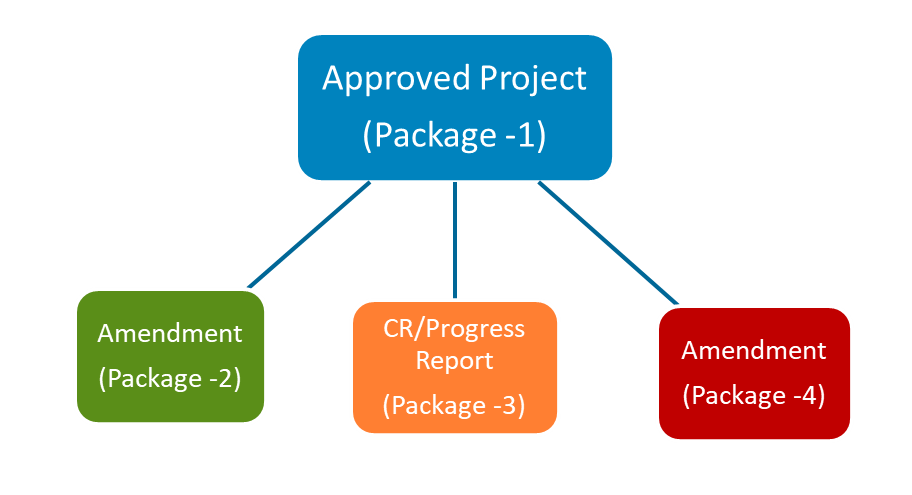 Approved Project
(Package -1)
Amendment
(Package -2)
CR/Progress
Report
(Package -3)
Amendment
(Package -4)